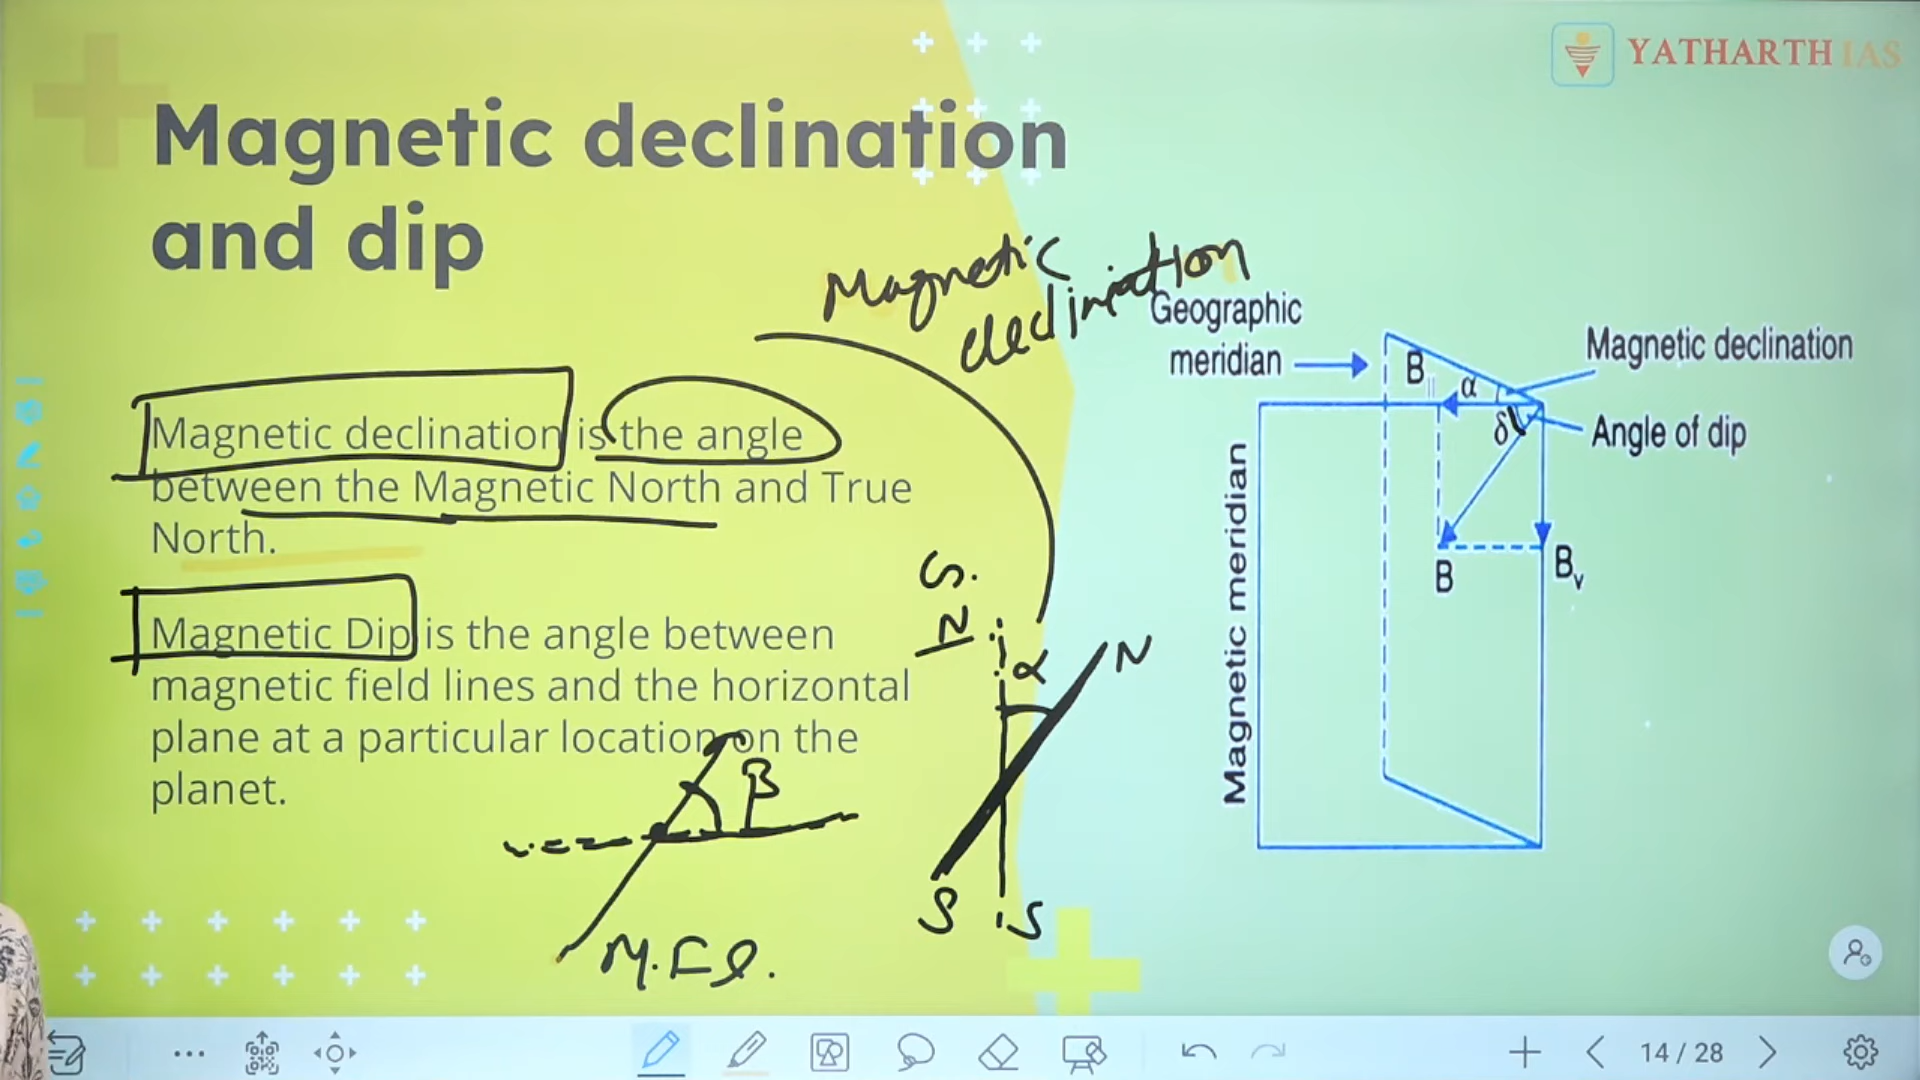 YATHARTH IAS
Magnetic declination
and dip
Magnetic
declination
Magnetic declination is the angle
between the Magnetic North and True
North.
Magnetic Dip is the angle between
magnetic field lines and the horizontal
plane at a particular location on the
planet.
Geographic
meridian
Magnetic declination
Angle of dip
B||
α
δ
B
Bv
Magnetic meridian
G.
N
α
N
S
S
β
M.F.l.
14 / 28